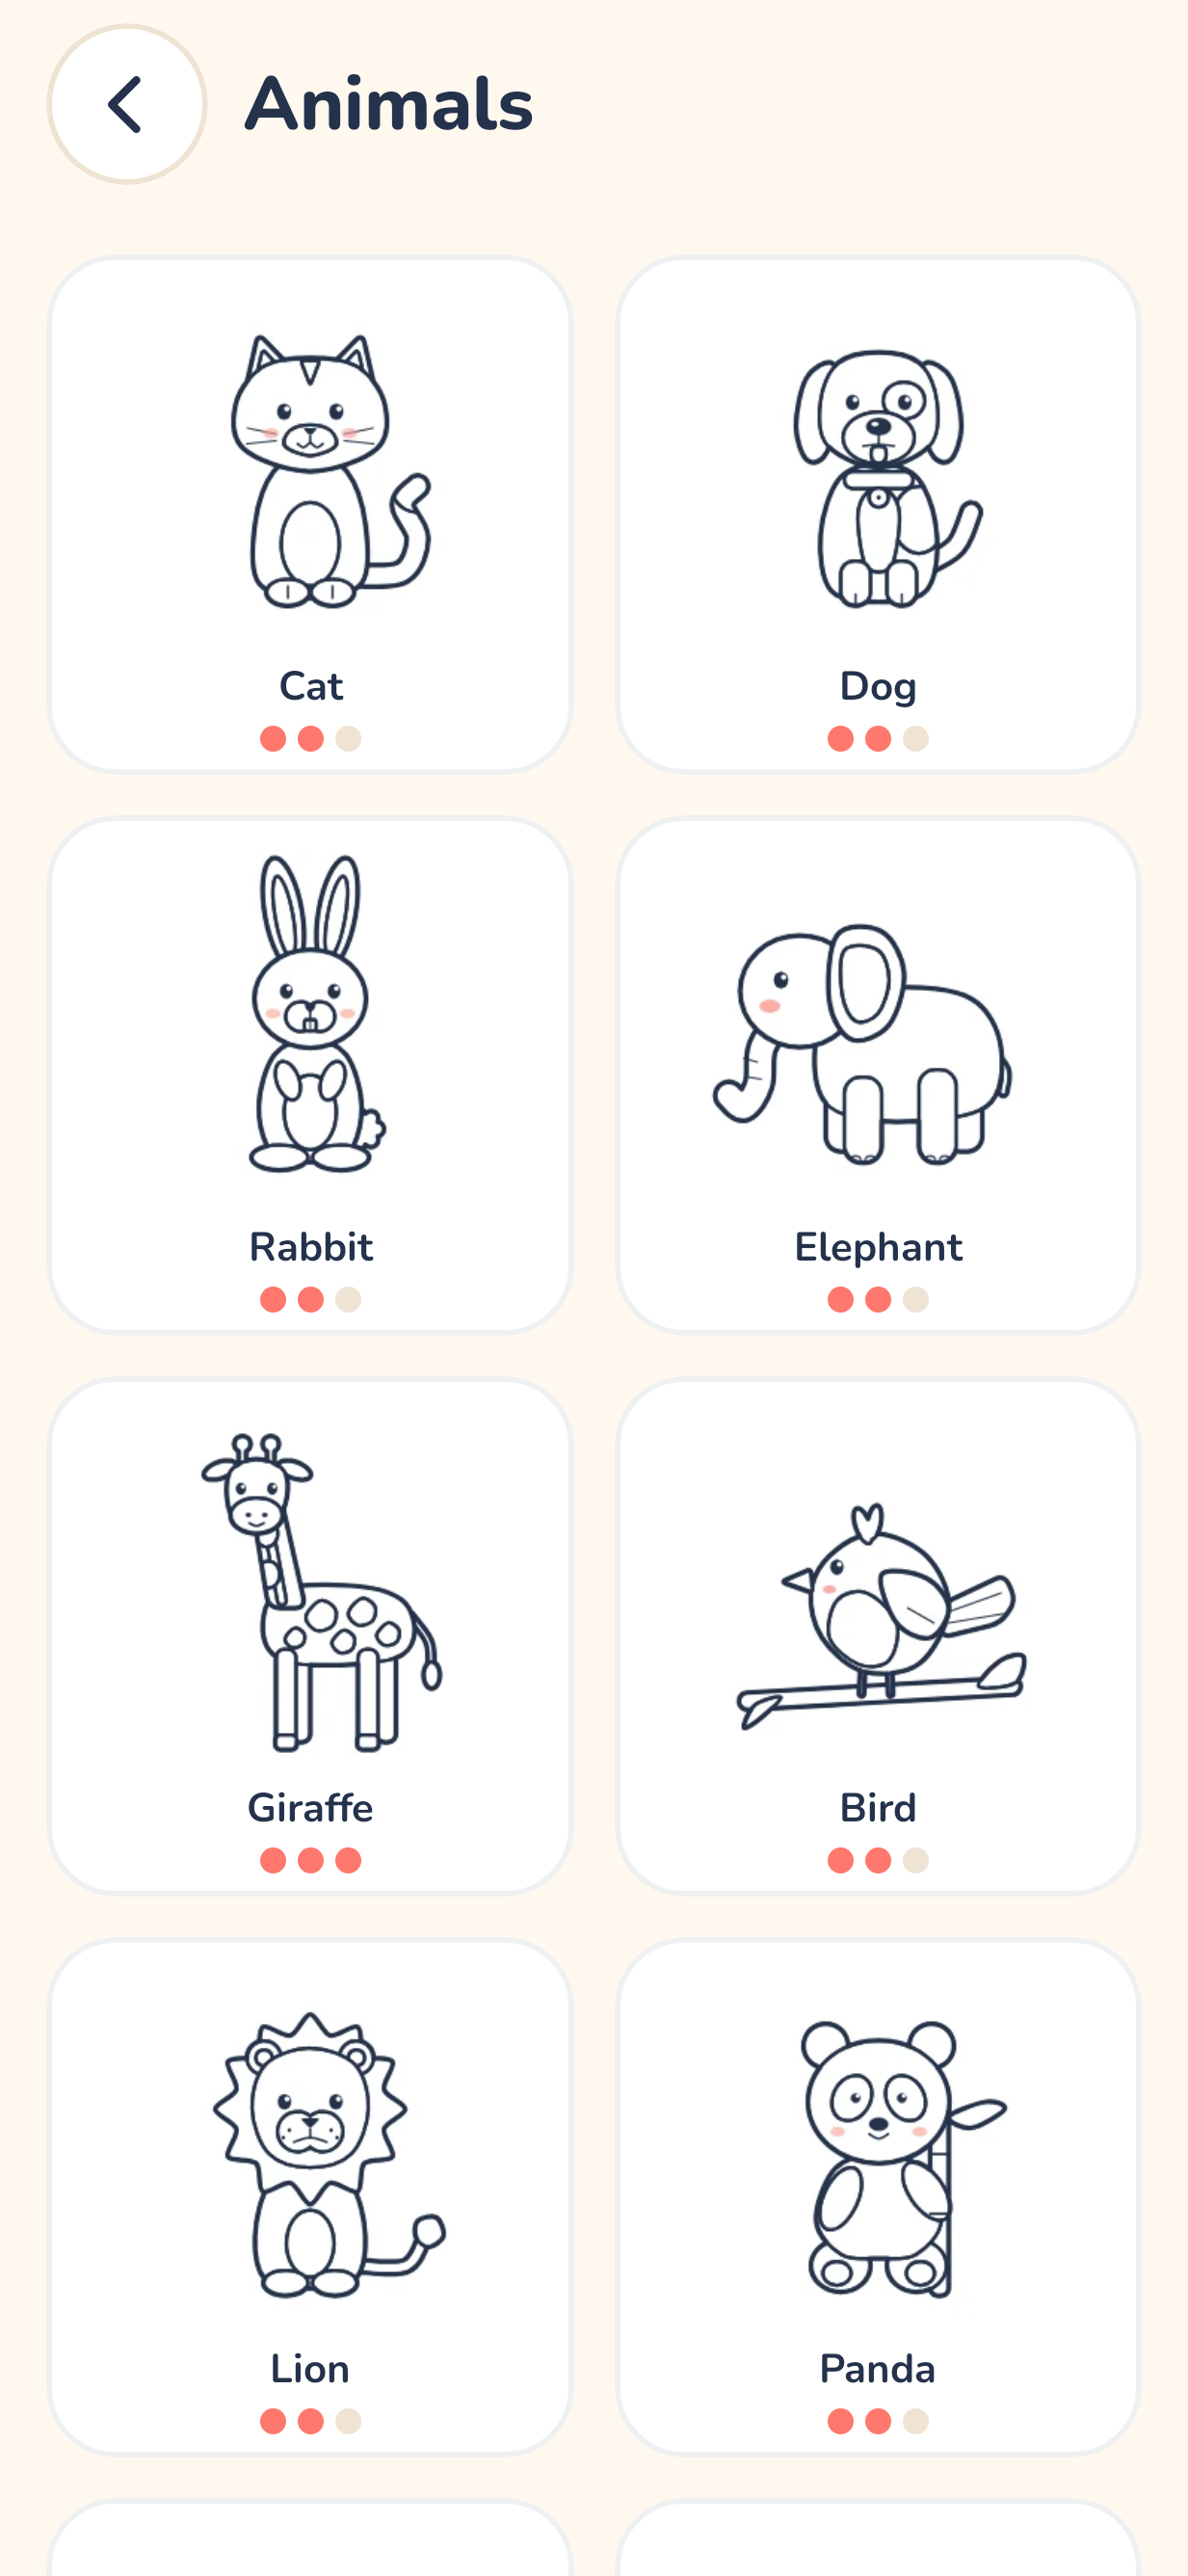 Animals
Cat
Dog
Rabbit
Elephant
Giraffe
Bird
Lion
Panda